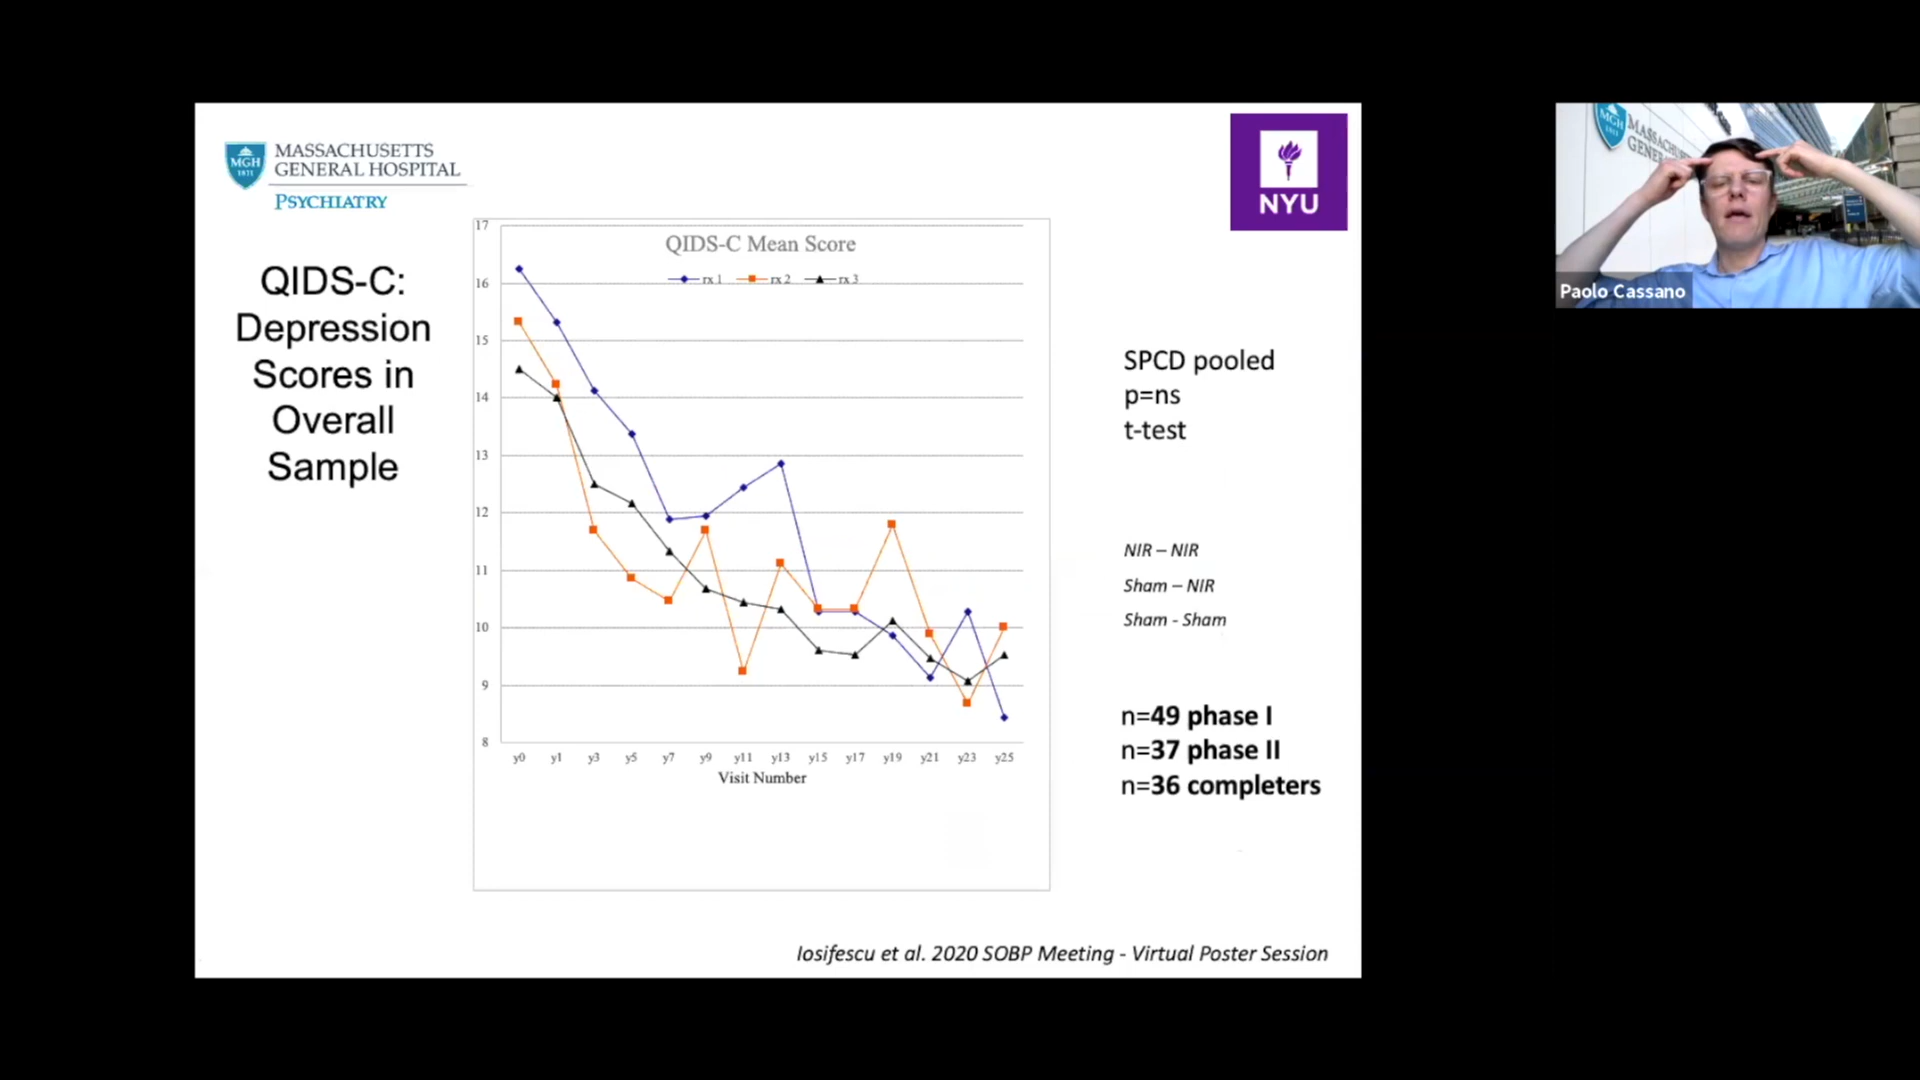 MGH
1811
MASSACHUSETTS
GENERAL HOSPITAL
PSYCHIATRY
NYU
QIDS-C:
Depression
Scores in
Overall
Sample
QIDS-C Mean Score
rx 1 rx 2 rx 3
17
16
15
14
13
12
11
10
9
8
y0 y1 y3 y5 y7 y9 y11 y13 y15 y17 y19 y21 y23 y25
Visit Number
SPCD pooled
p=ns
t-test
NIR – NIR
Sham – NIR
Sham - Sham
n=49 phase I
n=37 phase II
n=36 completers
Iosifescu et al. 2020 SOBP Meeting - Virtual Poster Session
MGH
Paolo Cassano